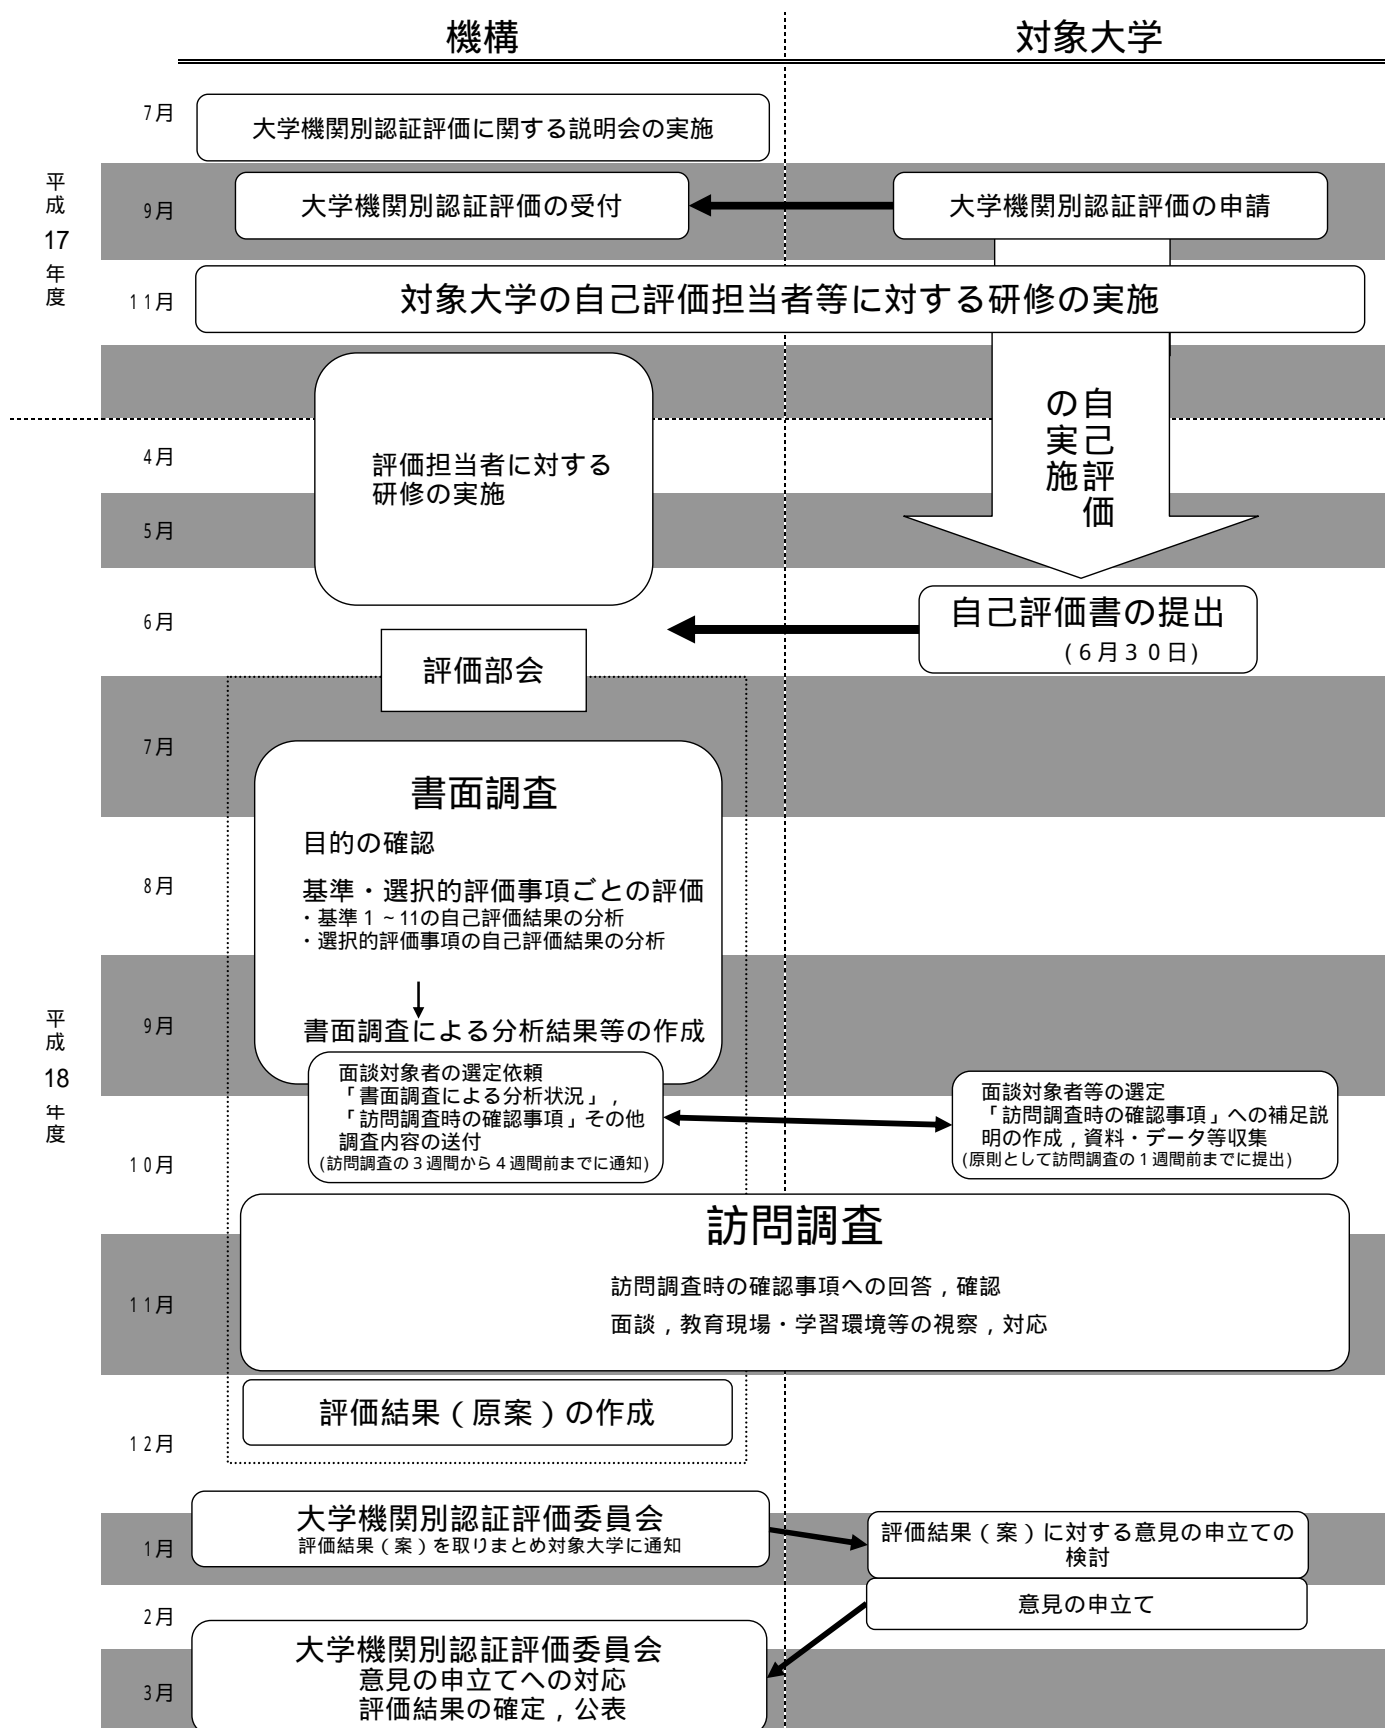 機構
対象大学
平成
17
年度
7月
大学機関別認証評価に関する説明会の実施
9月
大学機関別認証評価の受付
大学機関別認証評価の申請
11月
対象大学の自己評価担当者等に対する研修の実施
自己評価
の実施
4月
評価担当者に対する
研修の実施
5月
6月
自己評価書の提出
(6月30日)
評価部会
平成
18
年度
7月
書面調査
目的の確認
8月
基準・選択的評価事項ごとの評価
・基準1~11の自己評価結果の分析
・選択的評価事項の自己評価結果の分析
9月
書面調査による分析結果等の作成
面談対象者の選定依頼
「書面調査による分析状況」,
「訪問調査時の確認事項」その他
調査内容の送付
(訪問調査の3週間から4週間前までに通知)
面談対象者等の選定
「訪問調査時の確認事項」への補足説
明の作成,資料・データ等収集
(原則として訪問調査の1週間前までに提出)
10月
訪問調査
訪問調査時の確認事項への回答,確認
11月
面談,教育現場・学習環境等の視察,対応
評価結果(原案)の作成
12月
大学機関別認証評価委員会
評価結果(案)を取りまとめ対象大学に通知
1月
評価結果(案)に対する意見の申立ての
検討
意見の申立て
2月
大学機関別認証評価委員会
意見の申立てへの対応
評価結果の確定,公表
3月